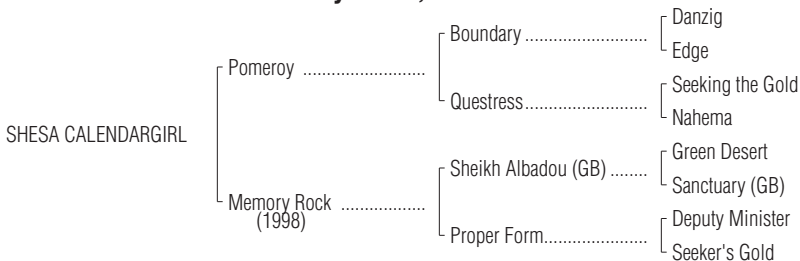 Danzig
Boundary ..............................
Edge
Pomeroy ..............................
Seeking the Gold
Questress..............................
Nahema
SHESA CALENDARGIRL
Green Desert
Sheikh Albadou (GB) .........
Sanctuary (GB)
Memory Rock .....................
(1998)
Deputy Minister
Proper Form.........................
Seeker's Gold